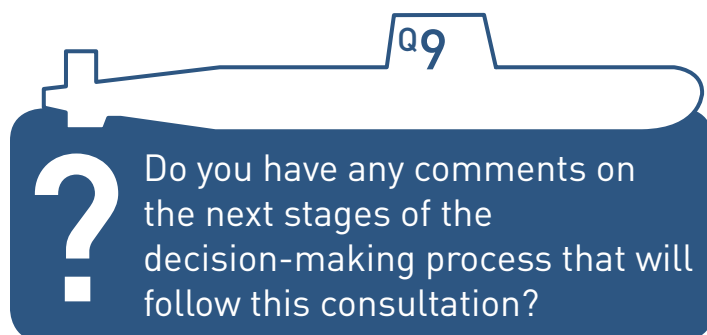 Q9
?
Do you have any comments on
the next stages of the
decision-making process that will
follow this consultation?